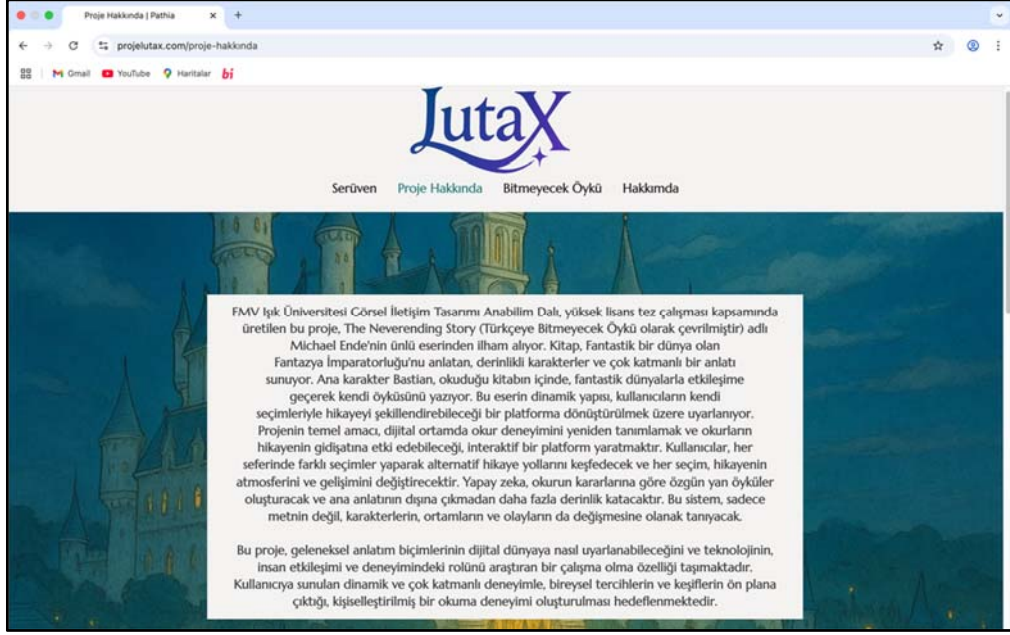 Proje Hakkında | Pathia
projelutax.com/proje-hakkında
Gmail YouTube Haritalar bi
LutaX
Serüven Proje Hakkında Bitmeyecek Öykü Hakkımda
FMV Işık Üniversitesi Görsel İletişim Tasarımı Anabilim Dalı, yüksek lisans tez çalışması kapsamında
üretilen bu proje, The Neverending Story (Türkçeye Bitmeyecek Öykü olarak çevrilmiştir) adlı
Michael Ende'nin ünlü eserinden ilham alıyor. Kitap, Fantastik bir dünya olan
Fantazya İmparatorluğu'nu anlatan, derinlikli karakterler ve çok katmanlı bir anlatı
sunuyor. Ana karakter Bastian, okuduğu kitabın içinde, fantastik dünyalarla etkileşime
geçerek kendi öyküsünü yazıyor. Bu eserin dinamik yapısı, kullanıcıların kendi
seçimleriyle hikayeyi şekillendirebileceği bir platforma dönüştürülmek üzere uyarlanıyor.
Projenin temel amacı, dijital ortamda okur deneyimini yeniden tanımlamak ve okurların
hikayenin gidişatına etki edebileceği, interaktif bir platform yaratmaktır. Kullanıcılar, her
seferinde farklı seçimler yaparak alternatif hikaye yollarını keşfedecek ve her seçim, hikayenin
atmosferini ve gelişimini değiştirecektir. Yapay zeka, okurun kararlarına göre özgün yan öyküler
oluşturacak ve ana anlatının dışına çıkmadan daha fazla derinlik katacaktır. Bu sistem, sadece
metnin değil, karakterlerin, ortamların ve olayların da değişmesine olanak tanıyacak.
Bu proje, geleneksel anlatım biçimlerinin dijital dünyaya nasıl uyarlanabileceğini ve teknolojinin,
insan etkileşimi ve deneyimindeki rolünü araştıran bir çalışma olma özelliği taşımaktadır.
Kullanıcıya sunulan dinamik ve çok katmanlı deneyimle, bireysel tercihlerin ve keşiflerin ön plana
çıktığı, kişiselleştirilmiş bir okuma deneyimi oluşturulması hedeflenmektedir.